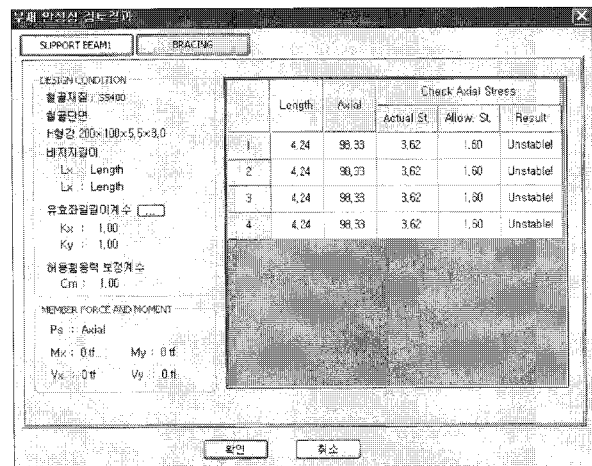 부재 안정성 검토결과
SUPPORT BEAM1 BRACING
DESIGN CONDITION
철골재질 : SS400
철골단면
H형강 200×100×5.5×8.0
비지지길이
Lx : Length
Lx : Length
유효좌굴길이계수 ...
Kx : 1,00
Ky : 1,00
허용휨응력 보정계수
Cm : 1,00
MEMBER FORCE AND MOMENT
Ps : Axial
Mx : 0 tf My : 0 tf
Vx : 0 tf Vy : 0 tf
Length Axial Check Axial Stress
Actual St. Allow. St. Result
1 4,24 98,33 3,62 1,60 Unstable!
2 4,24 98,33 3,62 1,60 Unstable!
3 4,24 98,33 3,62 1,60 Unstable!
4 4,24 98,33 3,62 1,60 Unstable!
확인 취소